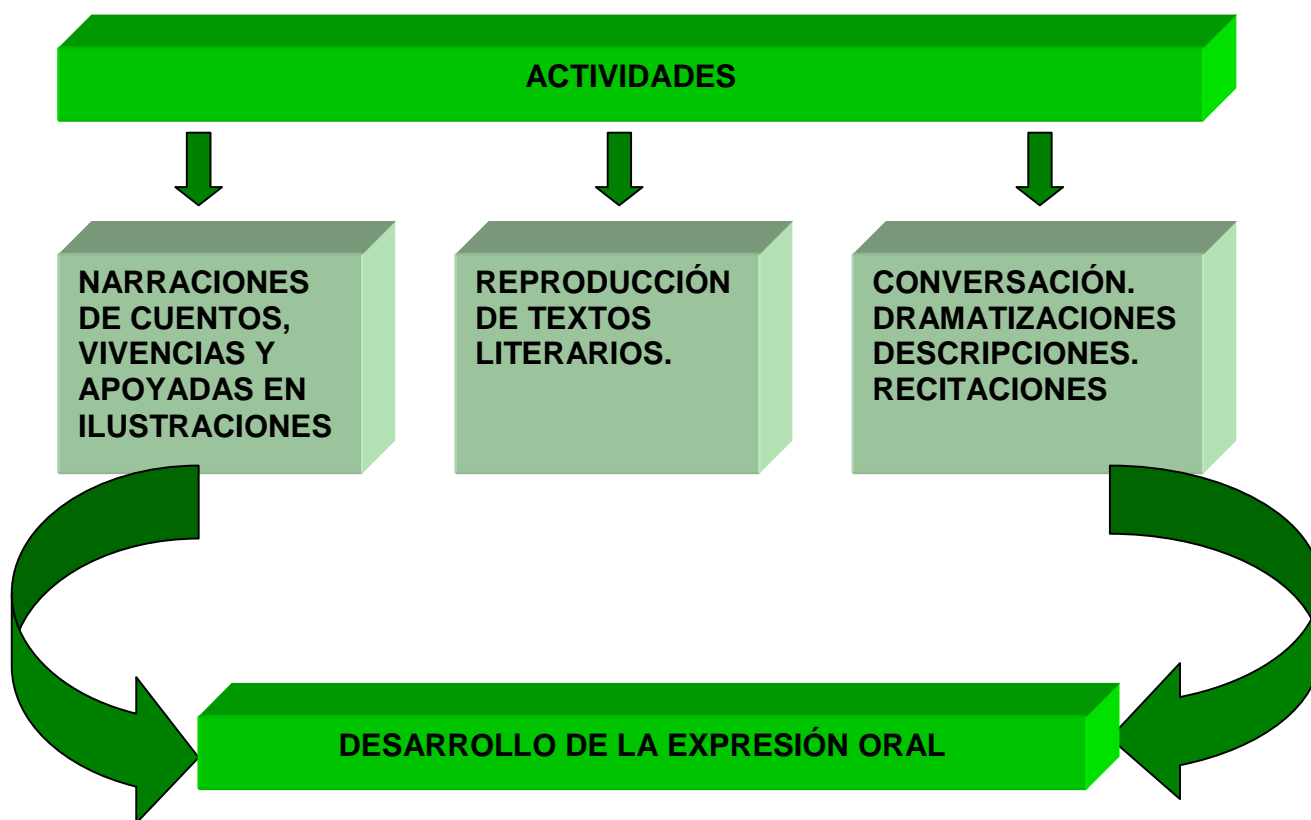 ACTIVIDADES
NARRACIONES
DE CUENTOS,
VIVENCIAS Y
APOYADAS EN
ILUSTRACIONES
REPRODUCCIÓN
DE TEXTOS
LITERARIOS.
CONVERSACIÓN.
DRAMATIZACIONES
DESCRIPCIONES.
RECITACIONES
DESARROLLO DE LA EXPRESIÓN ORAL